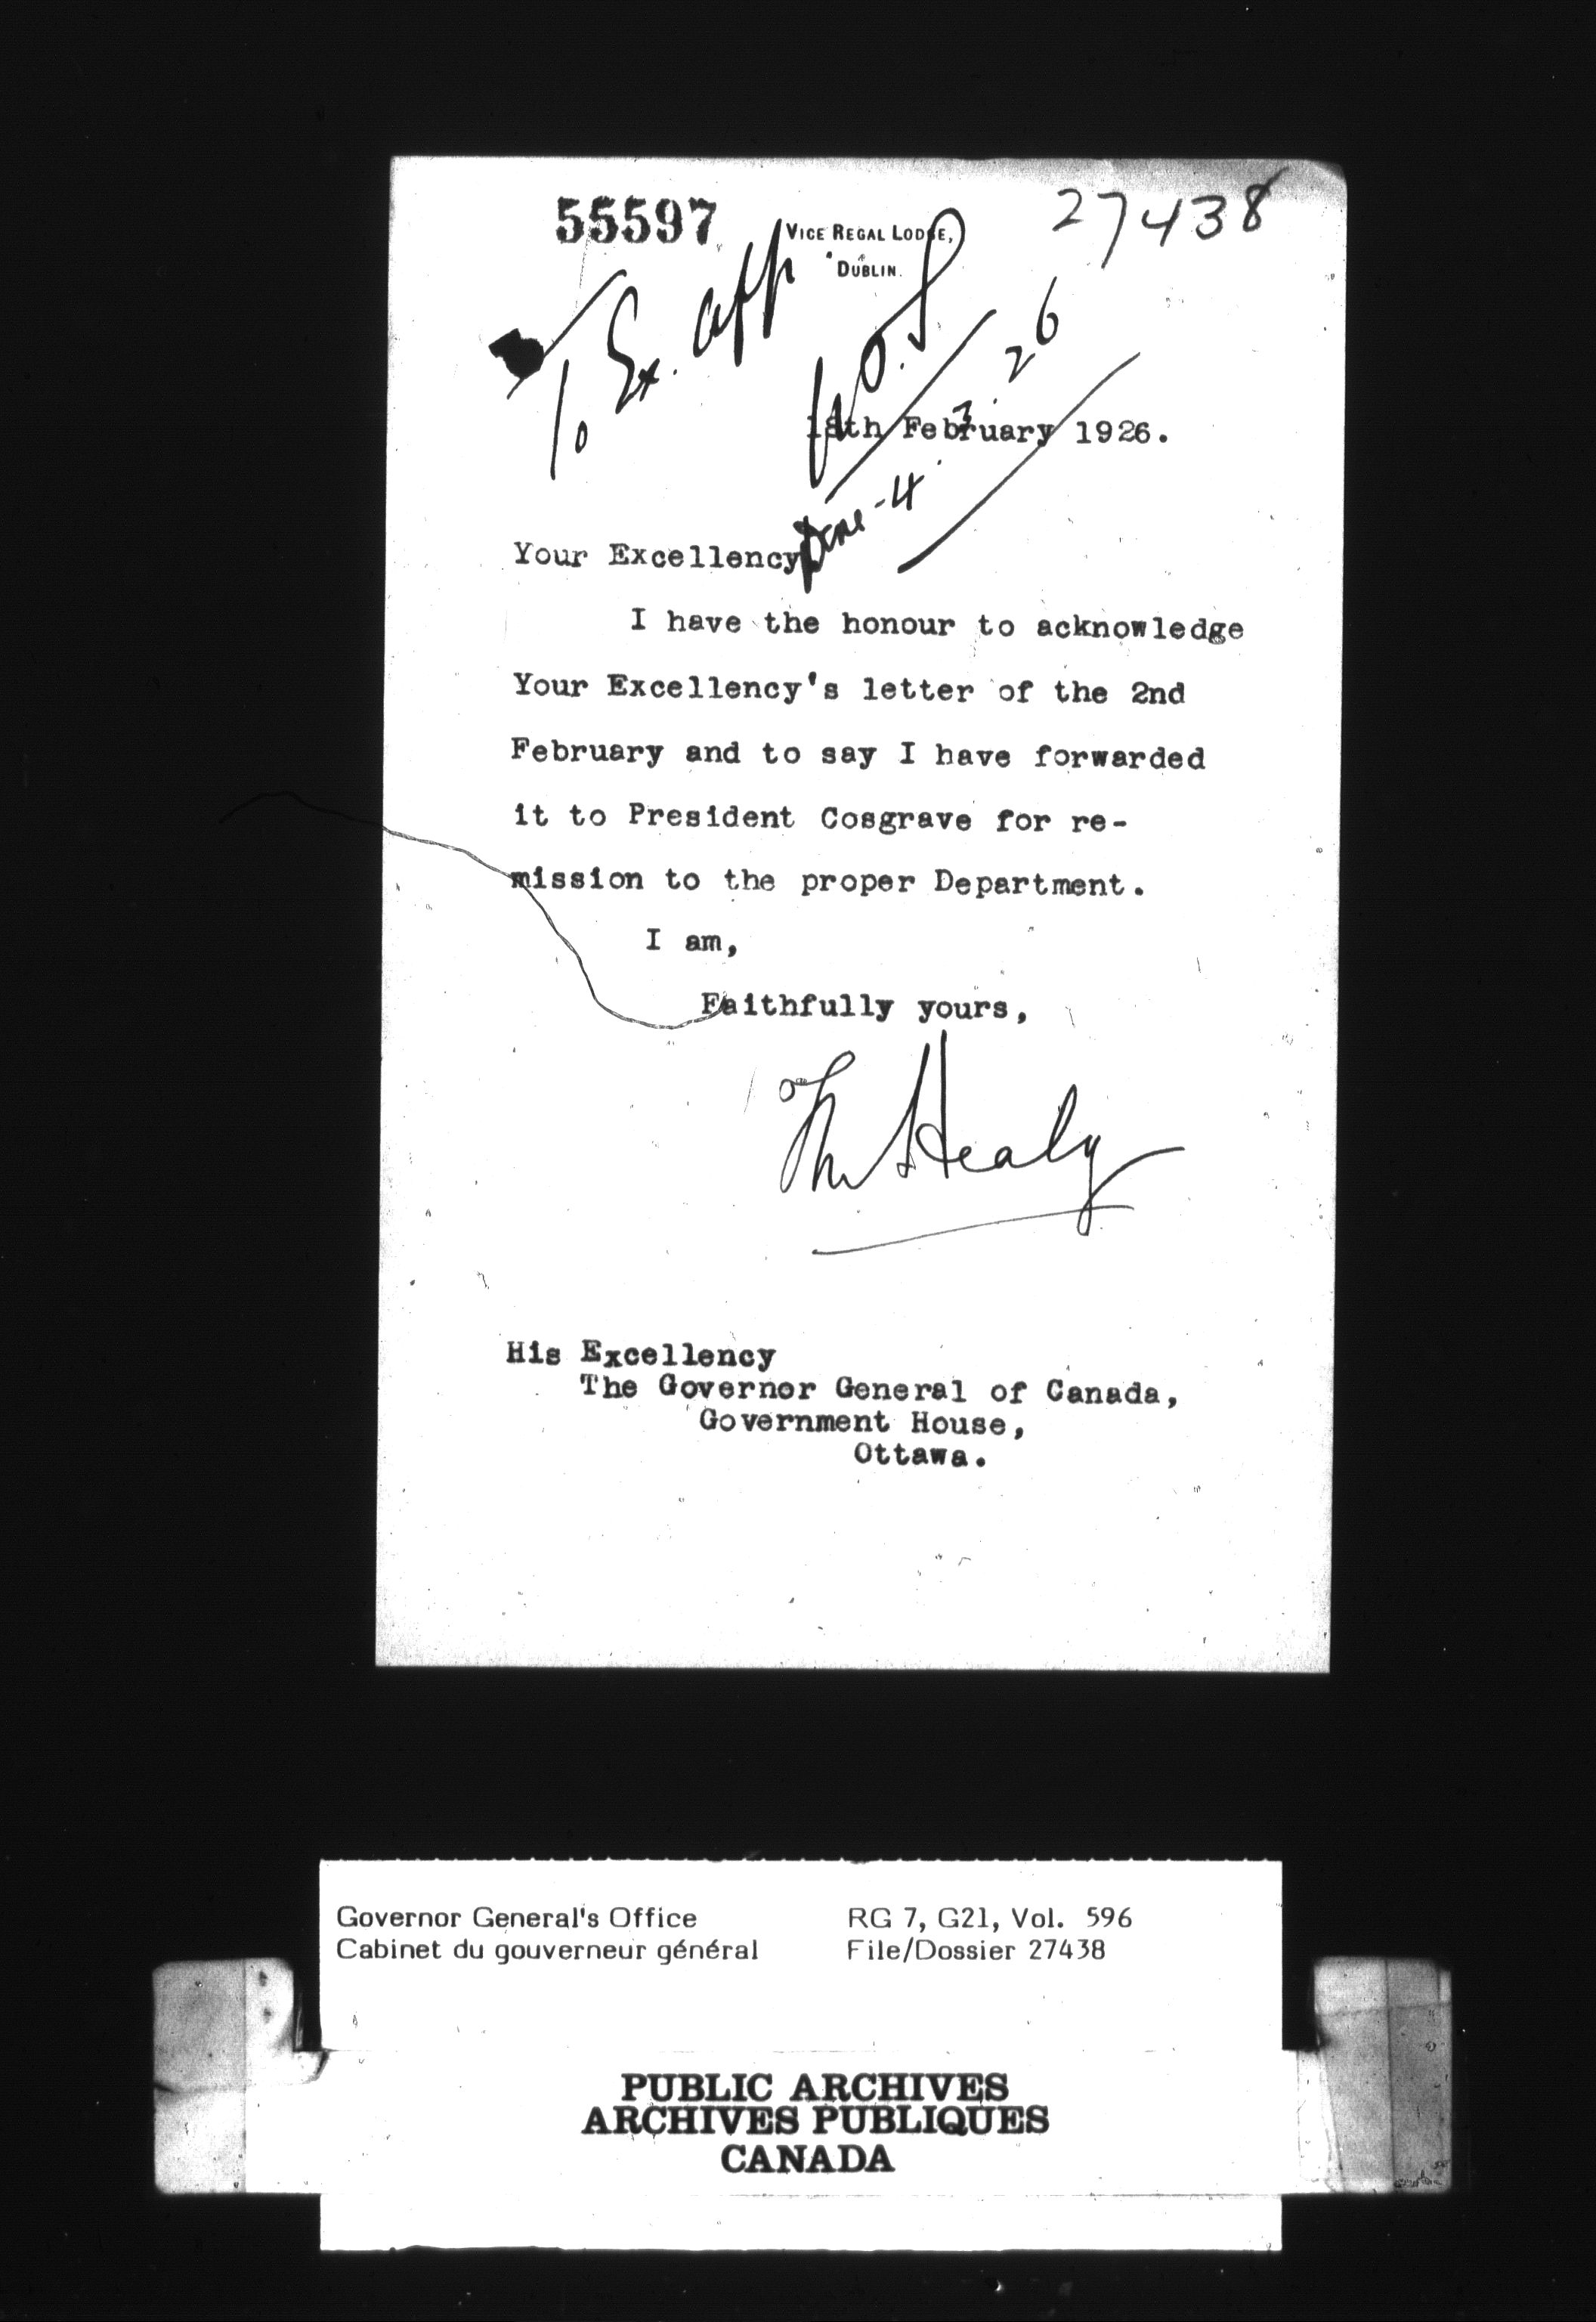 55597
27438
VICE REGAL LODGE,
DUBLIN.
To Ex. app
3. 26
18th February 1926.
Your Excellency
I have the honour to acknowledge
Your Excellency's letter of the 2nd
February and to say I have forwarded
it to President Cosgrave for re-
mission to the proper Department.
I am,
Faithfully yours,
TM Healy
His Excellency
The Governor General of Canada,
Government House,
Ottawa.
Governor General's Office
Cabinet du gouverneur général
RG 7, G21, Vol. 596
File/Dossier 27438
PUBLIC ARCHIVES
ARCHIVES PUBLIQUES
CANADA